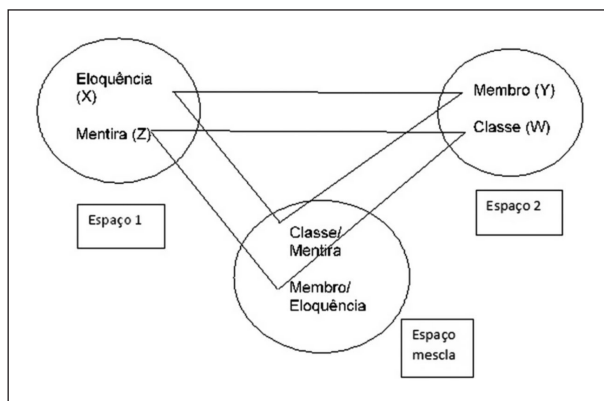 Eloquência
(X)
Mentira (Z)
Espaço 1
Membro (Y)
Classe (W)
Espaço 2
Classe/
Mentira
Membro/
Eloquência
Espaço
mescla